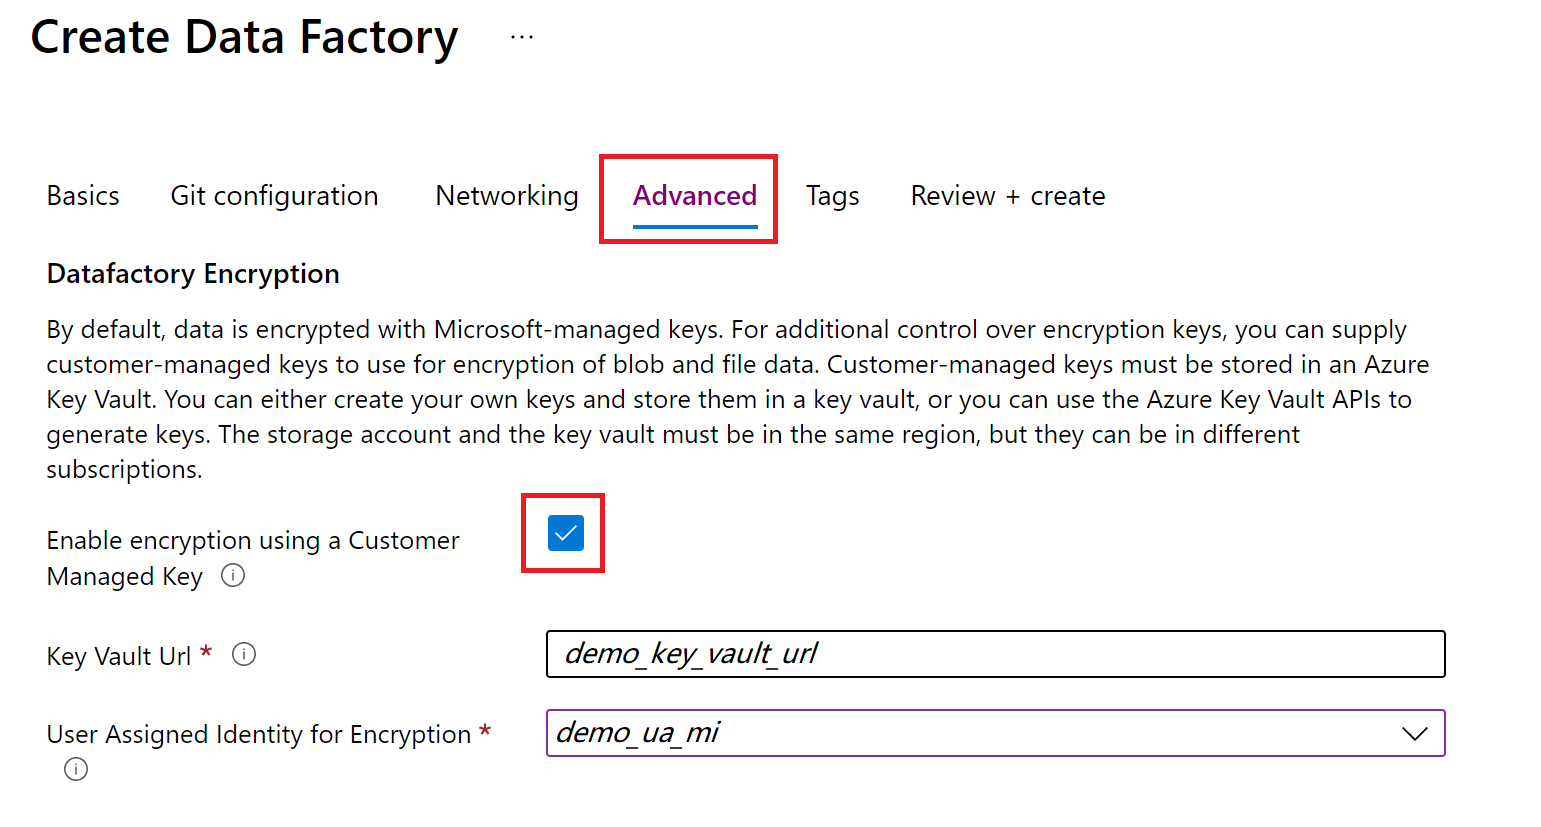 Create Data Factory ...
Basics Git configuration Networking Advanced Tags Review + create
Datafactory Encryption
By default, data is encrypted with Microsoft-managed keys. For additional control over encryption keys, you can supply
customer-managed keys to use for encryption of blob and file data. Customer-managed keys must be stored in an Azure
Key Vault. You can either create your own keys and store them in a key vault, or you can use the Azure Key Vault APIs to
generate keys. The storage account and the key vault must be in the same region, but they can be in different
subscriptions.
Enable encryption using a Customer
Managed Key
Key Vault Url * demo_key_vault_url
User Assigned Identity for Encryption * demo_ua_mi